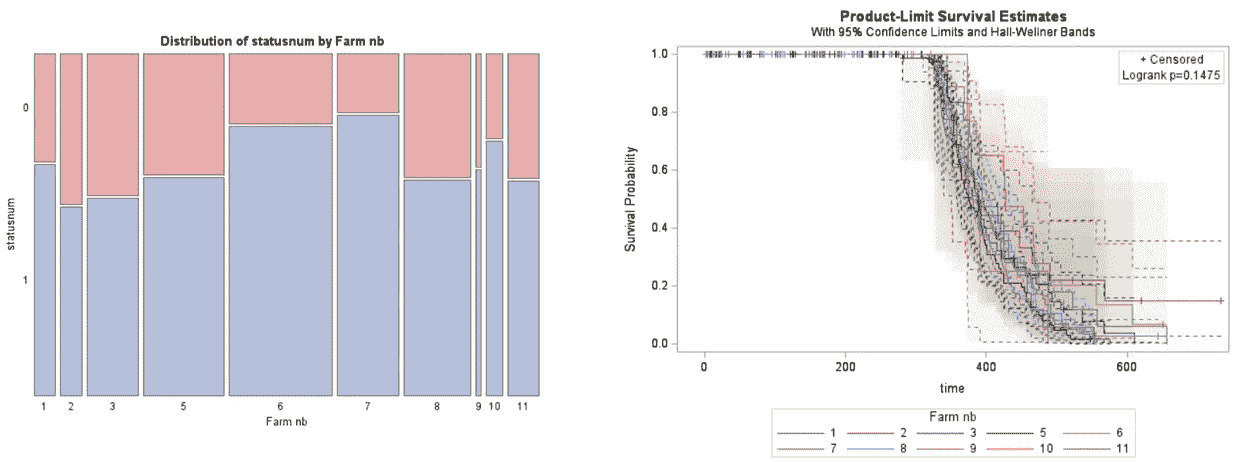 Distribution of statusnum by Farm nb
0
1
statusnum
1 2 3 5 6 7 8 9 10 11
Farm nb
Product-Limit Survival Estimates
With 95% Confidence Limits and Hall-Wellner Bands
+ Censored
Logrank p=0.1475
1.0
0.8
0.6
0.4
0.2
0.0
Survival Probability
0 200 400 600
time
Farm nb
1 2 3 5 6
7 8 9 10 11